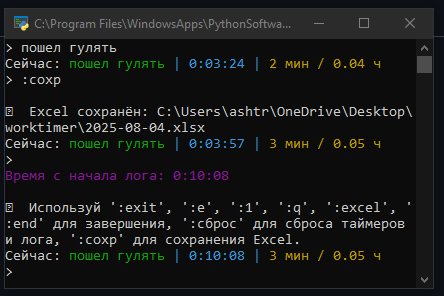 C:\Program Files\WindowsApps\PythonSoftwa...
> пошел гулять
Сейчас: пошел гулять | 0:03:24 | 2 мин / 0.04 ч
> :сохр
Excel сохранён: C:\Users\ashtr\OneDrive\Desktop\
worktimer\2025-08-04.xlsx
Сейчас: пошел гулять | 0:03:57 | 3 мин / 0.05 ч
>
Время с начала лога: 0:10:08
Используй ':exit', ':e', ':1', ':q', ':excel', '
:end' для завершения, ':сброс' для сброса таймеров
и лога, ':сохр' для сохранения Excel.
Сейчас: пошел гулять | 0:10:08 | 3 мин / 0.05 ч
>